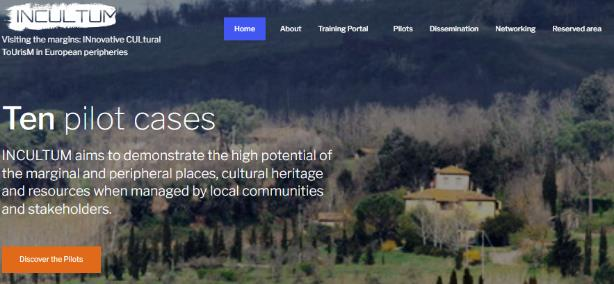 INCULTUM
Visiting the margins: INnovative CULtural
ToUrisM in European peripheries
Home About Training Portal Pilots Dissemination Networking Reserved area
Ten pilot cases
INCULTUM aims to demonstrate the high potential of
the marginal and peripheral places, cultural heritage
and resources when managed by local communities
and stakeholders.
Discover the Pilots